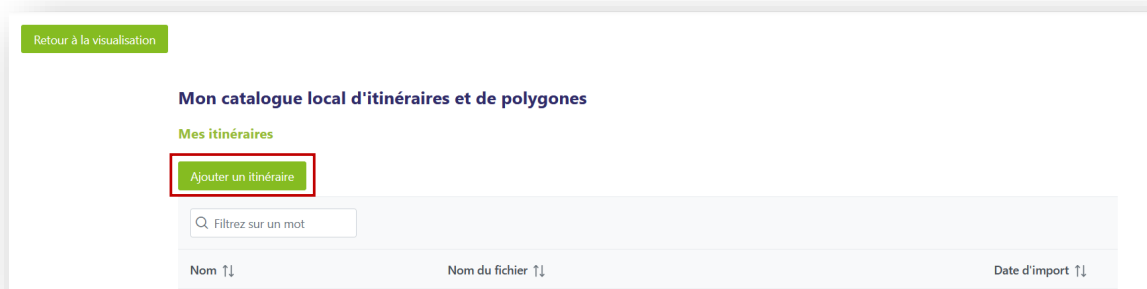 Retour à la visualisation
Mon catalogue local d'itinéraires et de polygones
Mes itinéraires
Ajouter un itinéraire
Filtrez sur un mot
Nom ↑↓ Nom du fichier ↑↓ Date d'import ↑↓